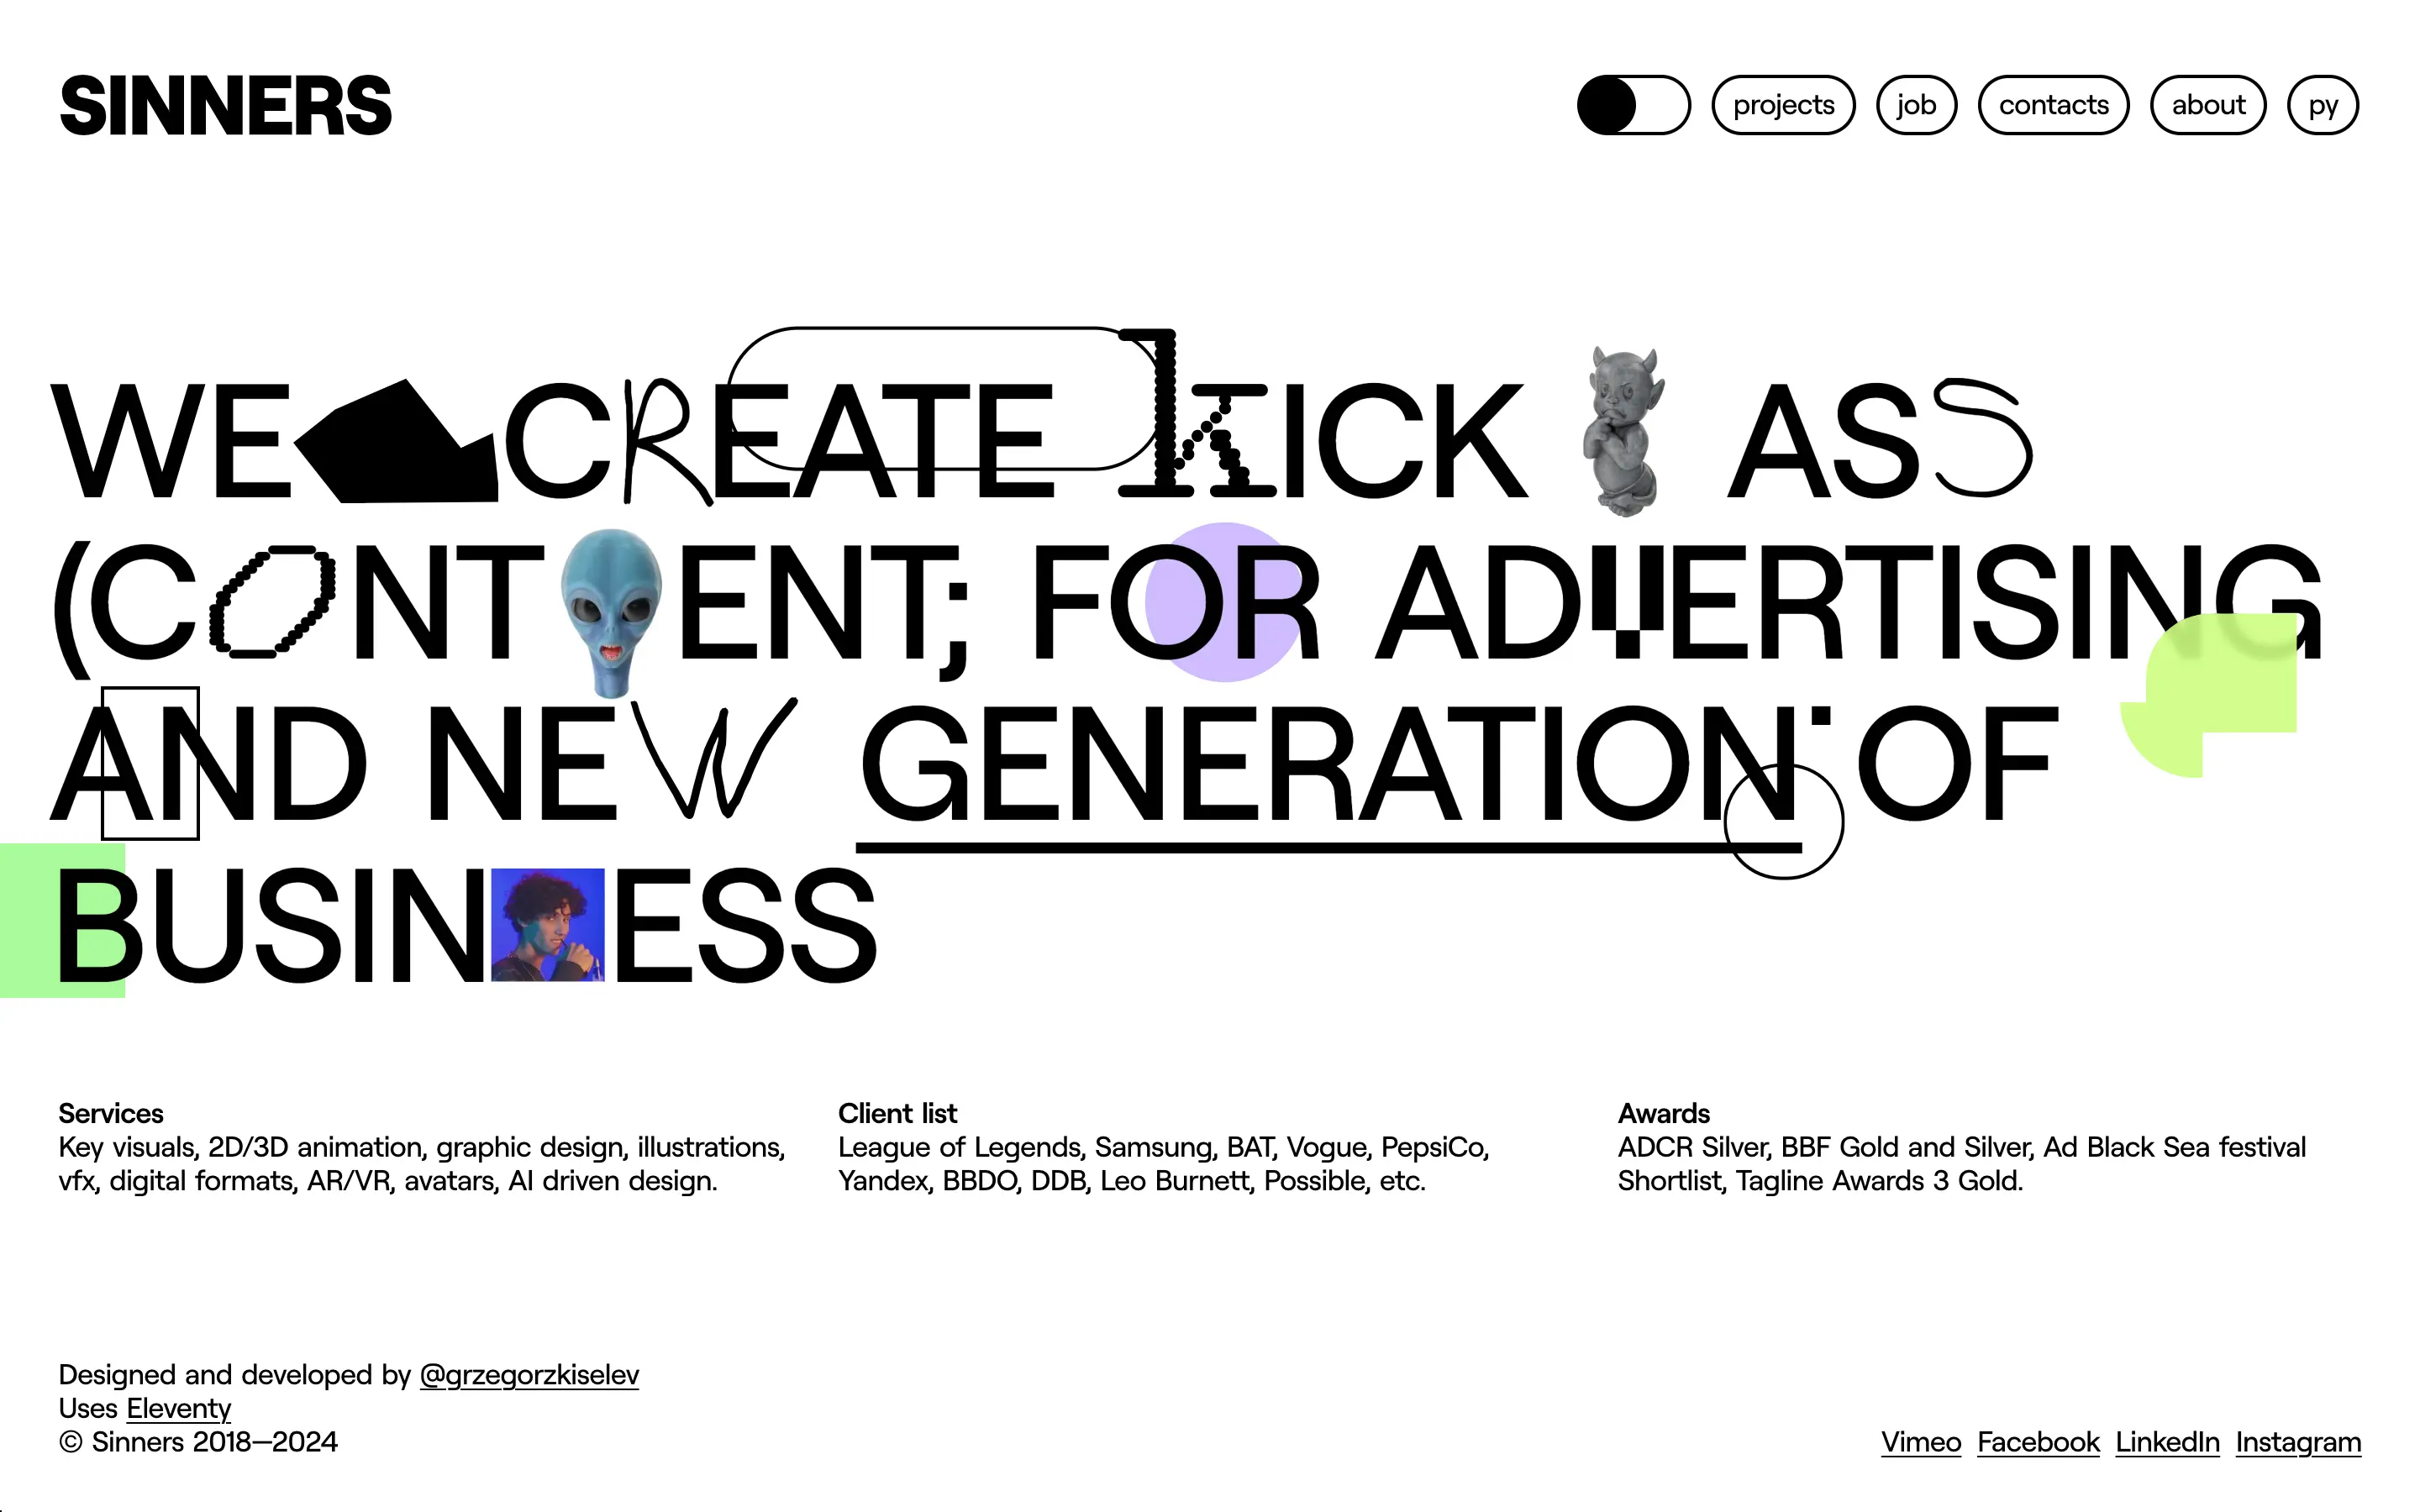 SINNERS
projects job contacts about py
WE CREATE kICK ASS
(CONTENT; FOR ADVERTISING
AND NEW GENERATION OF
BUSINESS
Services
Key visuals, 2D/3D animation, graphic design, illustrations,
vfx, digital formats, AR/VR, avatars, AI driven design.
Client list
League of Legends, Samsung, BAT, Vogue, PepsiCo,
Yandex, BBDO, DDB, Leo Burnett, Possible, etc.
Awards
ADCR Silver, BBF Gold and Silver, Ad Black Sea festival
Shortlist, Tagline Awards 3 Gold.
Designed and developed by @grzegorzkiselev
Uses Eleventy
© Sinners 2018—2024
Vimeo Facebook LinkedIn Instagram